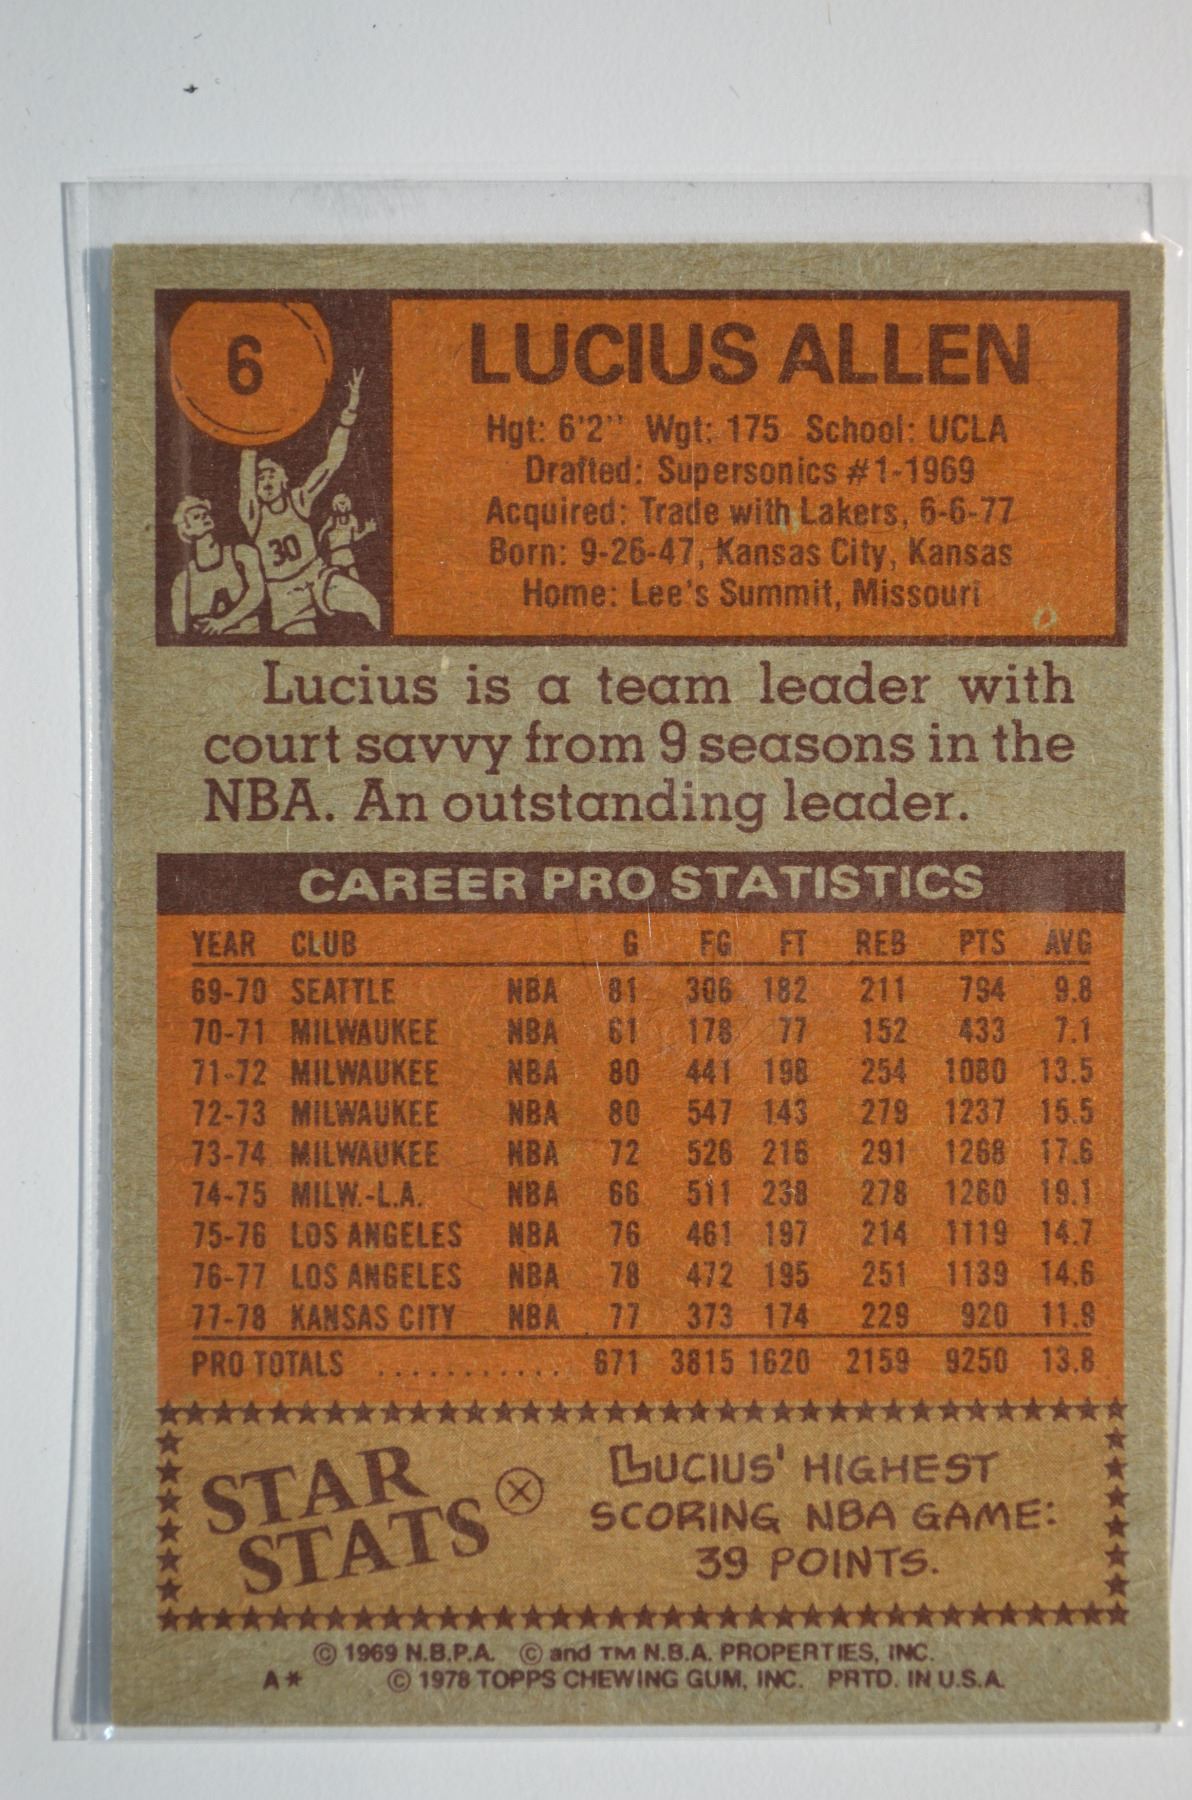 6
LUCIUS ALLEN
Hgt: 6'2" Wgt: 175 School: UCLA
Drafted: Supersonics #1-1969
Acquired: Trade with Lakers, 6-6-77
Born: 9-26-47, Kansas City, Kansas
Home: Lee's Summit, Missouri
30
Lucius is a team leader with
court savvy from 9 seasons in the
NBA. An outstanding leader.
CAREER PRO STATISTICS
YEAR CLUB G FG FT REB PTS AVG
69-70 SEATTLE NBA 81 306 182 211 794 9.8
70-71 MILWAUKEE NBA 61 178 77 152 433 7.1
71-72 MILWAUKEE NBA 80 441 198 254 1080 13.5
72-73 MILWAUKEE NBA 80 547 143 279 1237 15.5
73-74 MILWAUKEE NBA 72 526 216 291 1268 17.6
74-75 MILW.-L.A. NBA 66 511 238 278 1260 19.1
75-76 LOS ANGELES NBA 76 461 197 214 1119 14.7
76-77 LOS ANGELES NBA 78 472 195 251 1139 14.6
77-78 KANSAS CITY NBA 77 373 174 229 920 11.9
PRO TOTALS ........... 671 3815 1620 2159 9250 13.8
STAR
STATS
LUCIUS' HIGHEST
SCORING NBA GAME:
39 POINTS.
© 1969 N.B.P.A. © and TM N.B.A. PROPERTIES, INC.
A* © 1978 TOPPS CHEWING GUM, INC. PRTD. IN U.S.A.